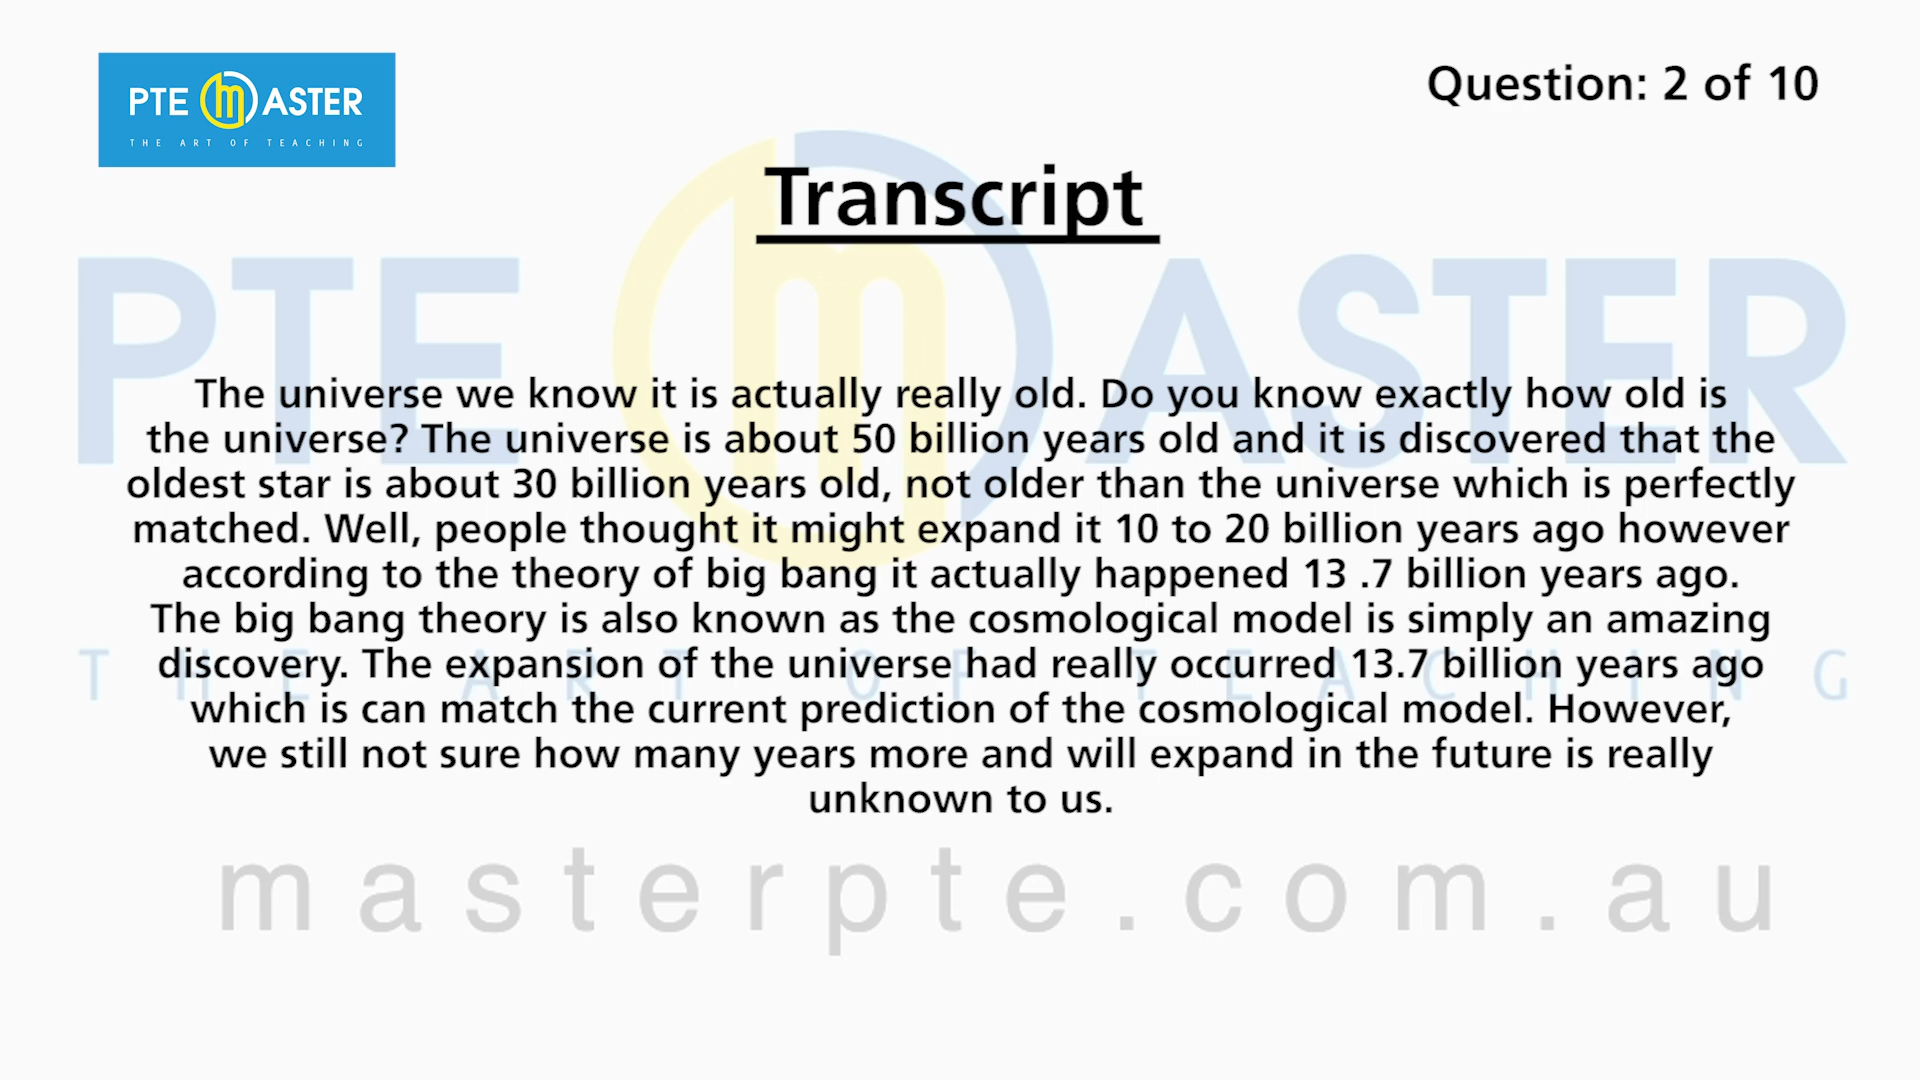 PTE MASTER
THE ART OF TEACHING
Question: 2 of 10
Transcript
PTE MASTER
The universe we know it is actually really old. Do you know exactly how old is
the universe? The universe is about 50 billion years old and it is discovered that the
oldest star is about 30 billion years old, not older than the universe which is perfectly
matched. Well, people thought it might expand it 10 to 20 billion years ago however
according to the theory of big bang it actually happened 13 .7 billion years ago.
The big bang theory is also known as the cosmological model is simply an amazing
discovery. The expansion of the universe had really occurred 13.7 billion years ago
which is can match the current prediction of the cosmological model. However,
we still not sure how many years more and will expand in the future is really
unknown to us.
THE ART OF TEACHING
masterpte.com.au